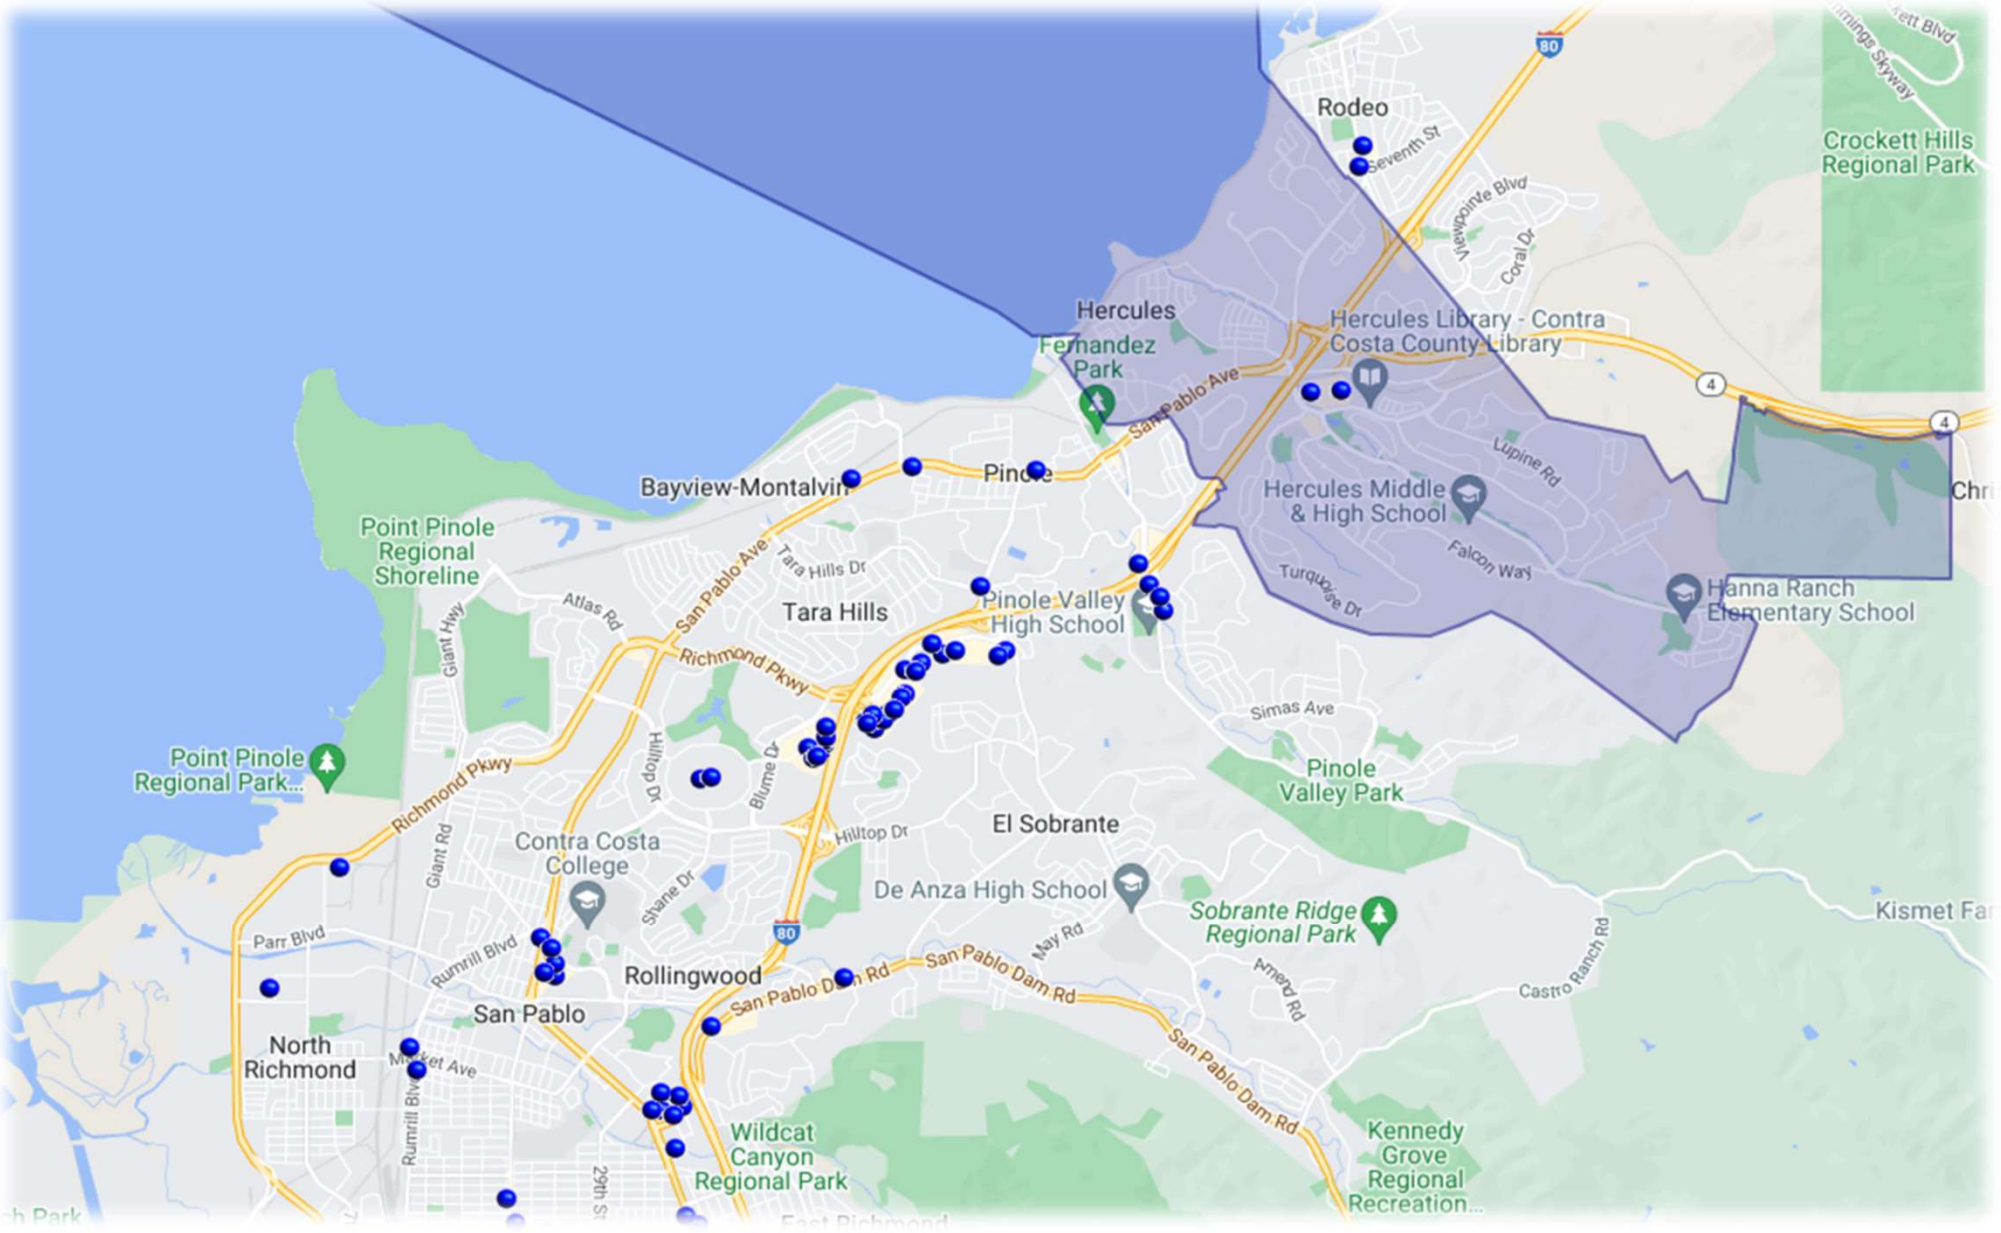 80
Rodeo
Seventh St
Viewpointe Blvd
Coral Dr
Crockett Hills
Regional Park
Hercules
Fernandez
Park
Hercules Library - Contra
Costa County Library
San Pablo Ave
4
4
Lupine Rd
Hercules Middle
& High School
Falcon Way
Turquoise Dr
Hanna Ranch
Elementary School
Bayview-Montalvin
Pinole
Point Pinole
Regional
Shoreline
San Pablo Ave
Tara Hills Dr
Tara Hills
Pinole Valley
High School
Atlas Rd
Giant Hwy
Richmond Pkwy
Simas Ave
Pinole
Valley Park
Point Pinole
Regional Park...
Richmond Pkwy
Hilltop Dr
Blume Dr
Hilltop Dr
El Sobrante
Contra Costa
College
Giant Rd
Shane Dr
De Anza High School
Sobrante Ridge
Regional Park
May Rd
Amend Rd
Castro Ranch Rd
80
Parr Blvd
Rumrill Blvd
Rollingwood
San Pablo Dam Rd
San Pablo Dam Rd
San Pablo Dam Rd
San Pablo
North
Richmond
Market Ave
Rumrill Blvd
29th St
Wildcat
Canyon
Regional Park
Kennedy
Grove
Regional
Recreation...
East Richmond